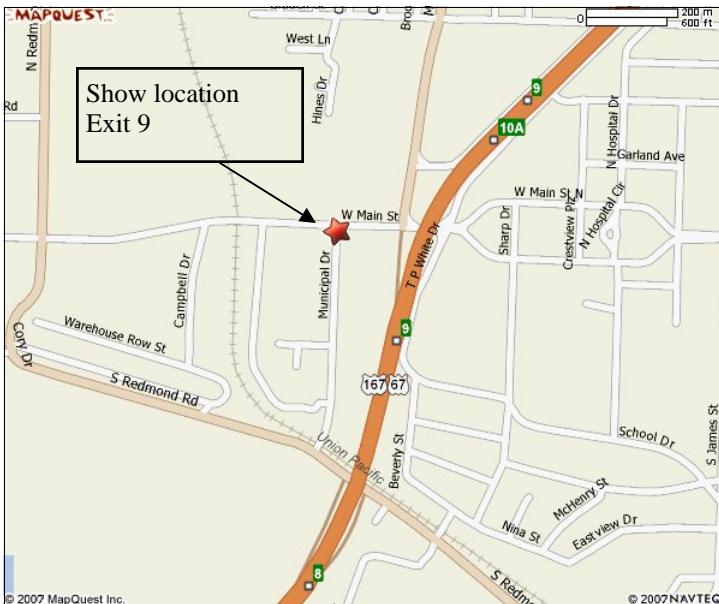 MAPQUEST
N Redm
West Ln
Hines Dr
Broo
200 m
0
600 ft
Show location
Exit 9
Rd
9
10A
N Hospital Dr
Garland Ave
W Main St N
W Main St
Crestview Plz
N Hospital Cir
Sharp Dr
T P White Dr
Municipal Dr
Campbell Dr
9
Warehouse Row St
Cory Dr
S Redmond Rd
167 67
Union Pacific
Beverly St
School Dr
S James St
McHenry St
Nina St
Eastview Dr
8
S Redmo
© 2007 MapQuest Inc.
© 2007 NAVTEQ